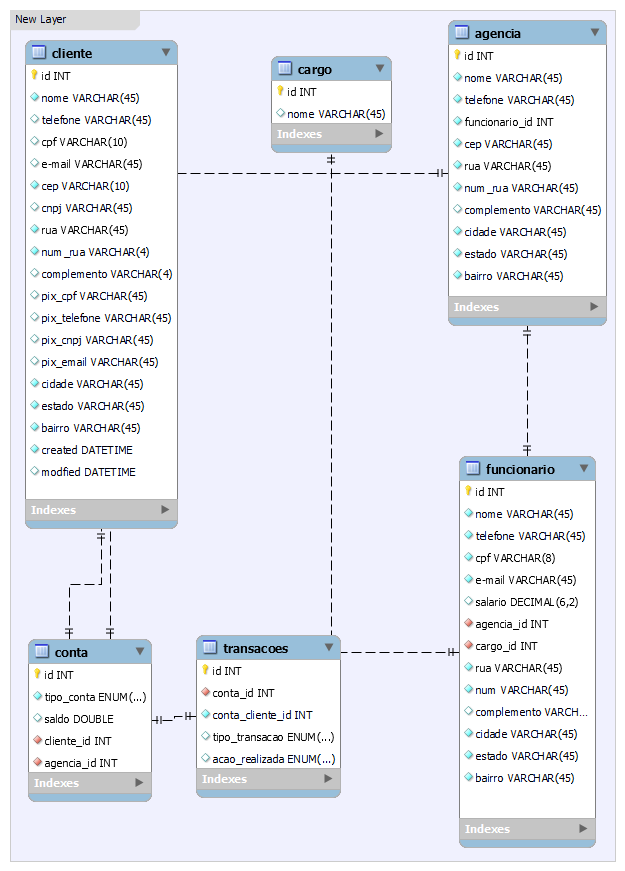 New Layer
cliente
id INT
nome VARCHAR(45)
telefone VARCHAR(45)
cpf VARCHAR(10)
e-mail VARCHAR(45)
cep VARCHAR(10)
cnpj VARCHAR(45)
rua VARCHAR(45)
num_rua VARCHAR(4)
complemento VARCHAR(4)
pix_cpf VARCHAR(45)
pix_telefone VARCHAR(45)
pix_cnpj VARCHAR(45)
pix_email VARCHAR(45)
cidade VARCHAR(45)
estado VARCHAR(45)
bairro VARCHAR(45)
created DATETIME
modfied DATETIME
Indexes
cargo
id INT
nome VARCHAR(45)
Indexes
agencia
id INT
nome VARCHAR(45)
telefone VARCHAR(45)
funcionario_id INT
cep VARCHAR(45)
rua VARCHAR(45)
num_rua VARCHAR(45)
complemento VARCHAR(45)
cidade VARCHAR(45)
estado VARCHAR(45)
bairro VARCHAR(45)
Indexes
funcionario
id INT
nome VARCHAR(45)
telefone VARCHAR(45)
cpf VARCHAR(8)
e-mail VARCHAR(45)
salario DECIMAL(6,2)
agencia_id INT
cargo_id INT
rua VARCHAR(45)
num VARCHAR(45)
complemento VARCH...
cidade VARCHAR(45)
estado VARCHAR(45)
bairro VARCHAR(45)
Indexes
conta
id INT
tipo_conta ENUM(...)
saldo DOUBLE
cliente_id INT
agencia_id INT
Indexes
transacoes
id INT
conta_id INT
conta_cliente_id INT
tipo_transacao ENUM(...)
acao_realizada ENUM(...)
Indexes